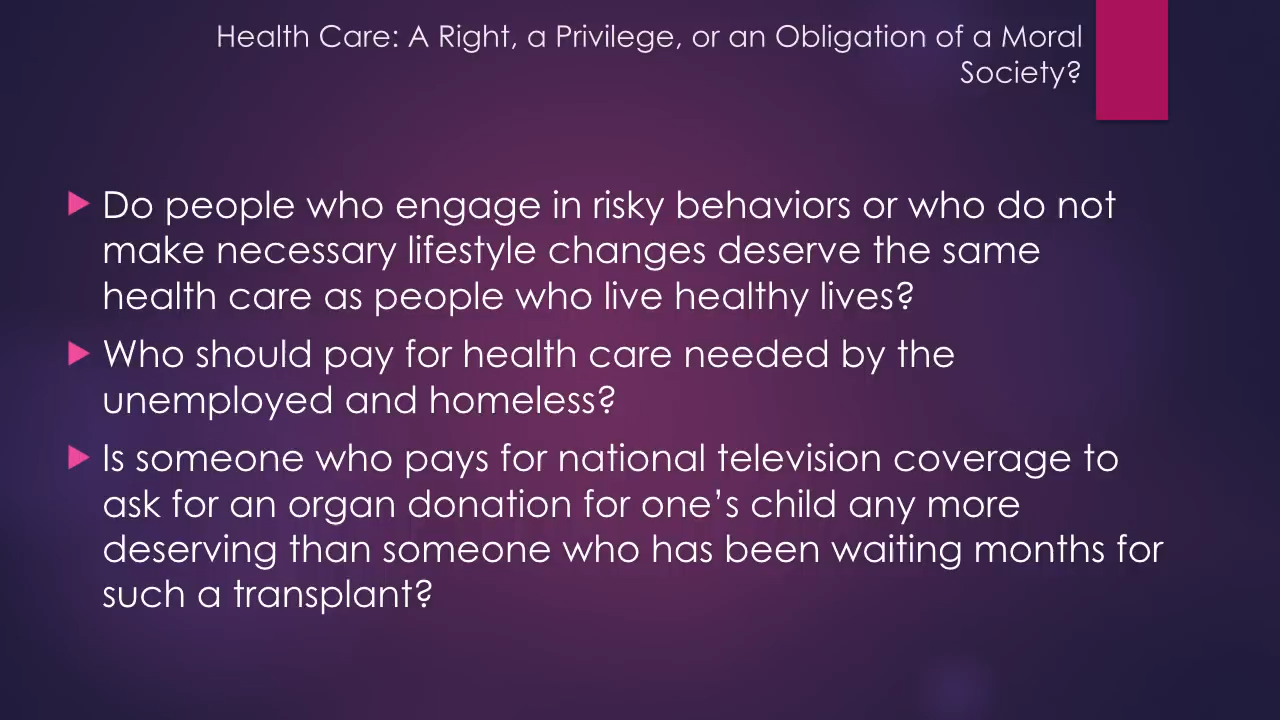 Health Care: A Right, a Privilege, or an Obligation of a Moral
Society?
Do people who engage in risky behaviors or who do not
make necessary lifestyle changes deserve the same
health care as people who live healthy lives?
Who should pay for health care needed by the
unemployed and homeless?
Is someone who pays for national television coverage to
ask for an organ donation for one’s child any more
deserving than someone who has been waiting months for
such a transplant?